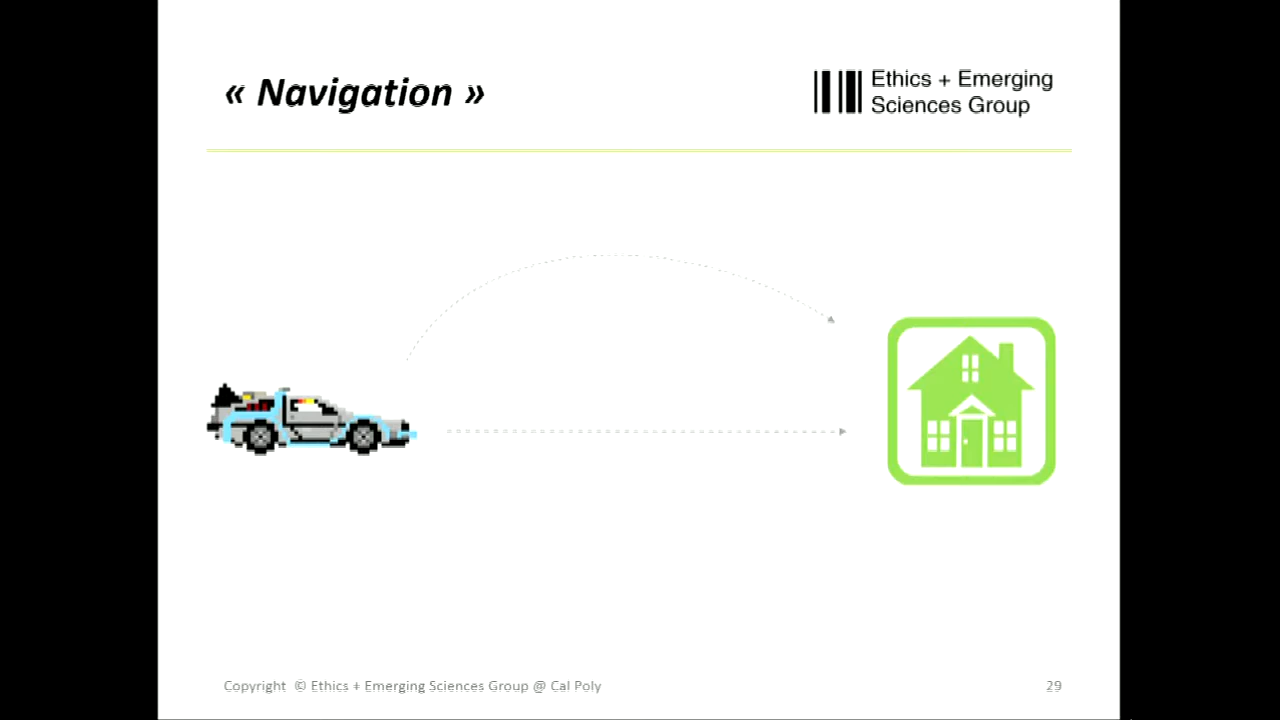 « Navigation »
Ethics + Emerging
Sciences Group
Copyright © Ethics + Emerging Sciences Group @ Cal Poly
29